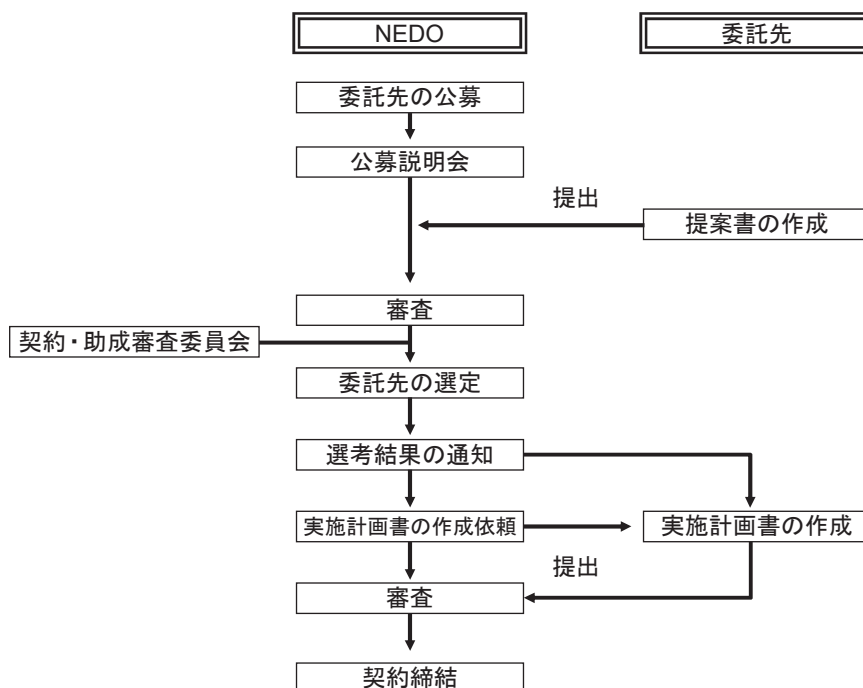 NEDO
委託先
委託先の公募
公募説明会
提出
提案書の作成
審査
契約・助成審査委員会
委託先の選定
選考結果の通知
実施計画書の作成依頼
実施計画書の作成
提出
審査
契約締結